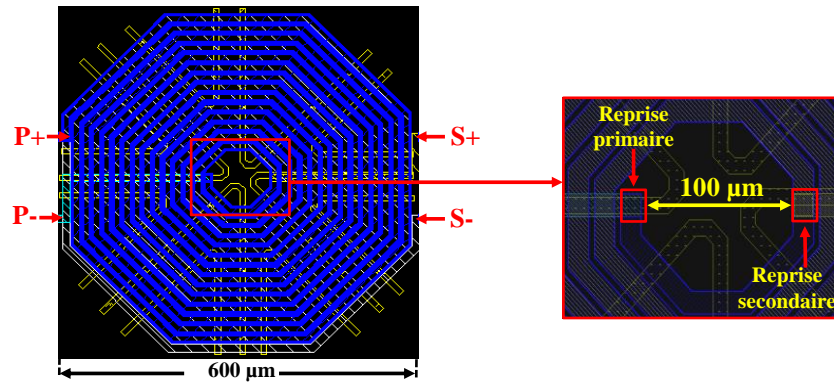 P+
P-
S+
S-
600 µm
Reprise
primaire
100 µm
Reprise
secondaire